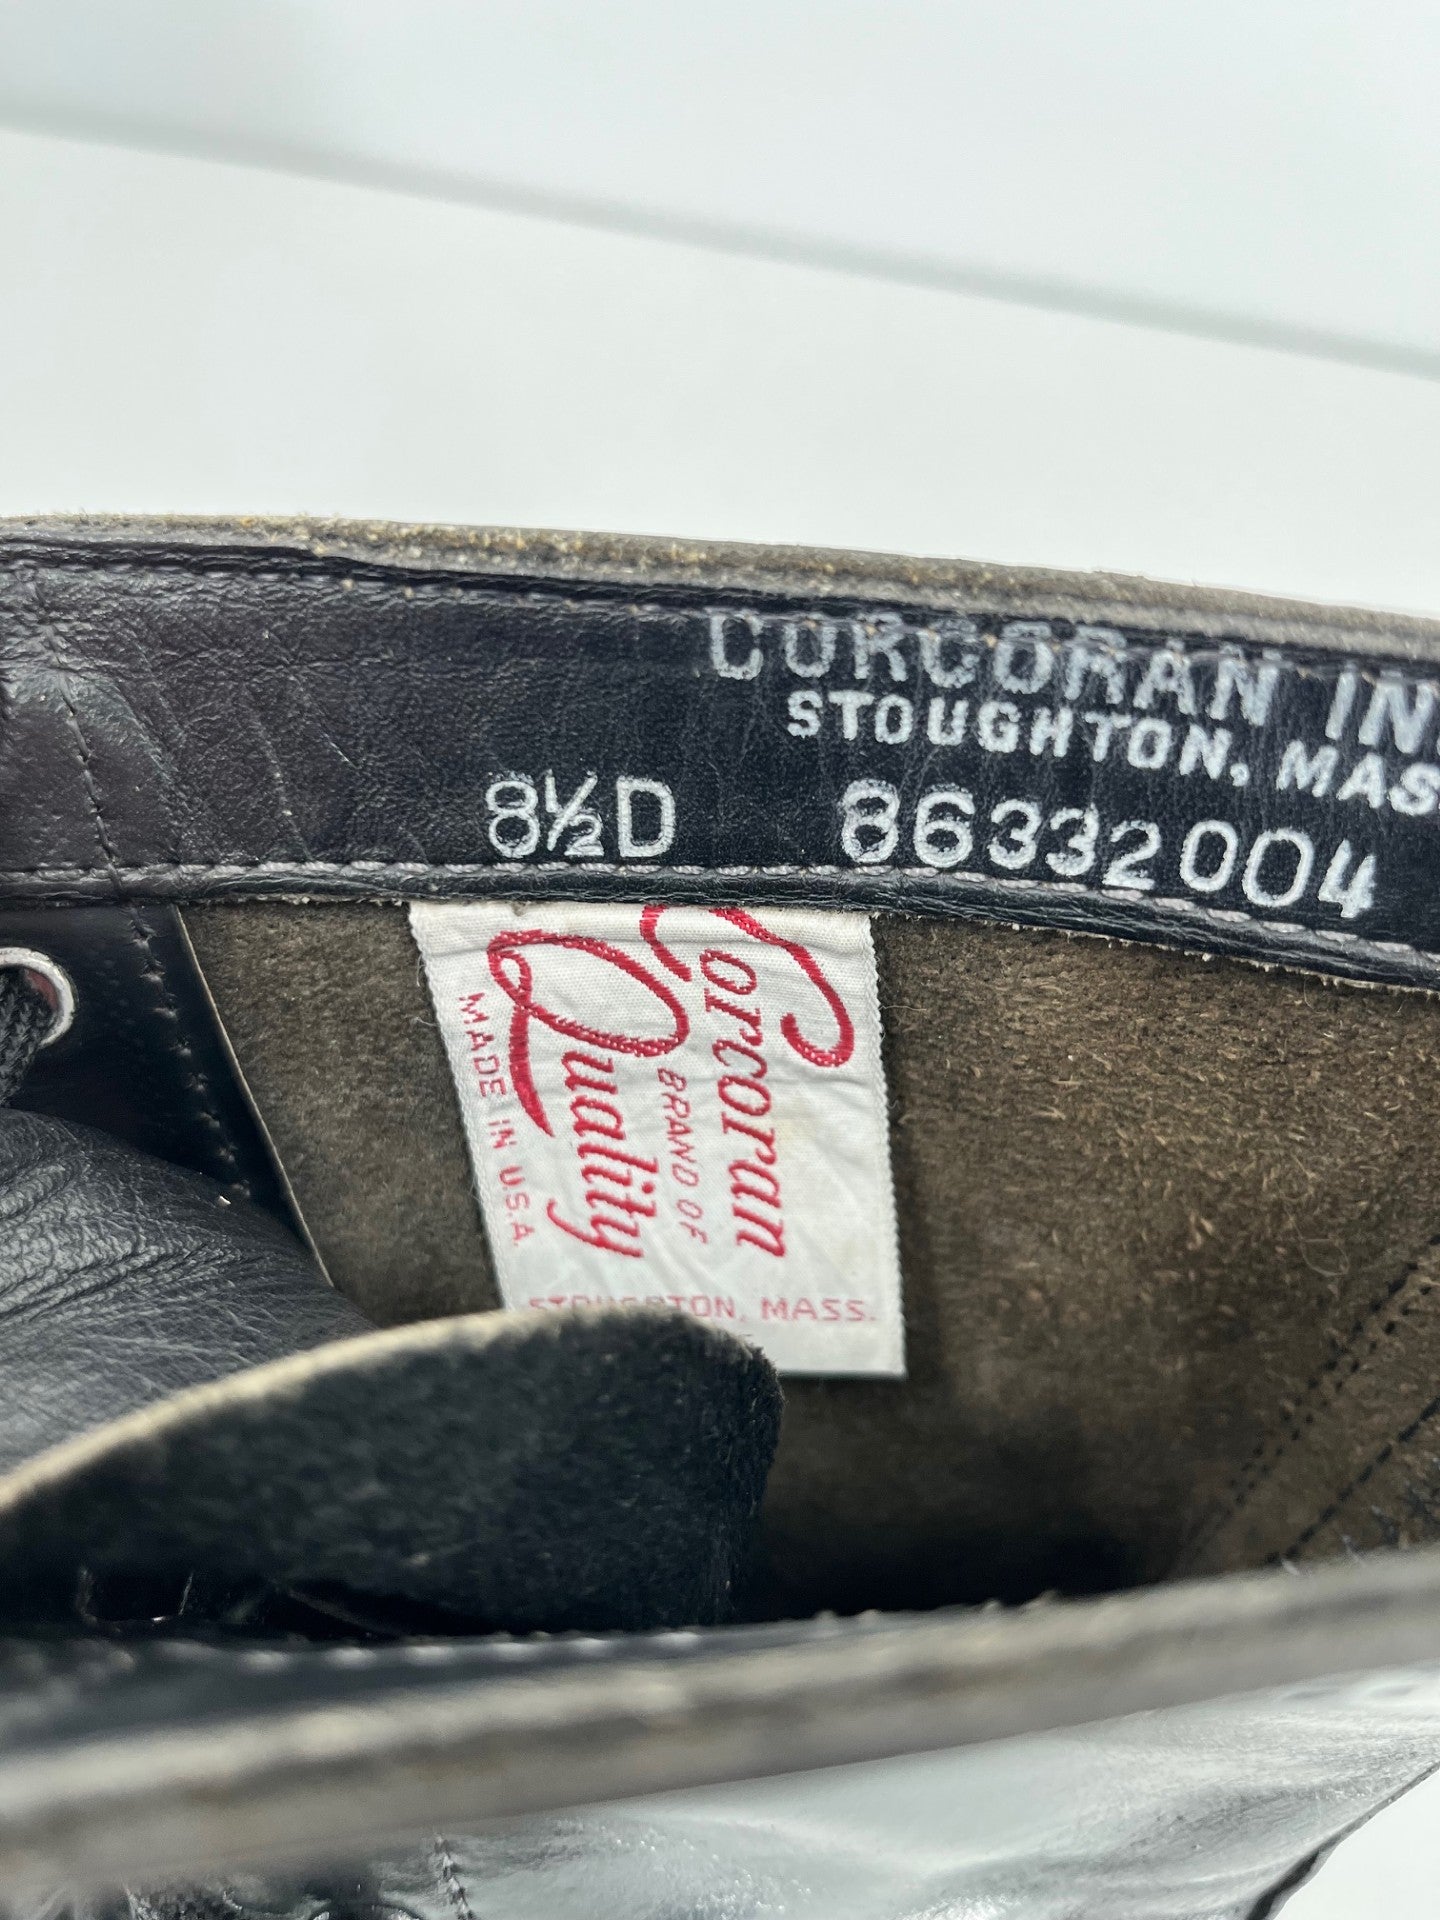 CORCORAN IN
STOUGHTON, MAS
8½D 86332004
Corcoran
BRAND OF
Quality
MADE IN U.S.A.
STOUGHTON, MASS.